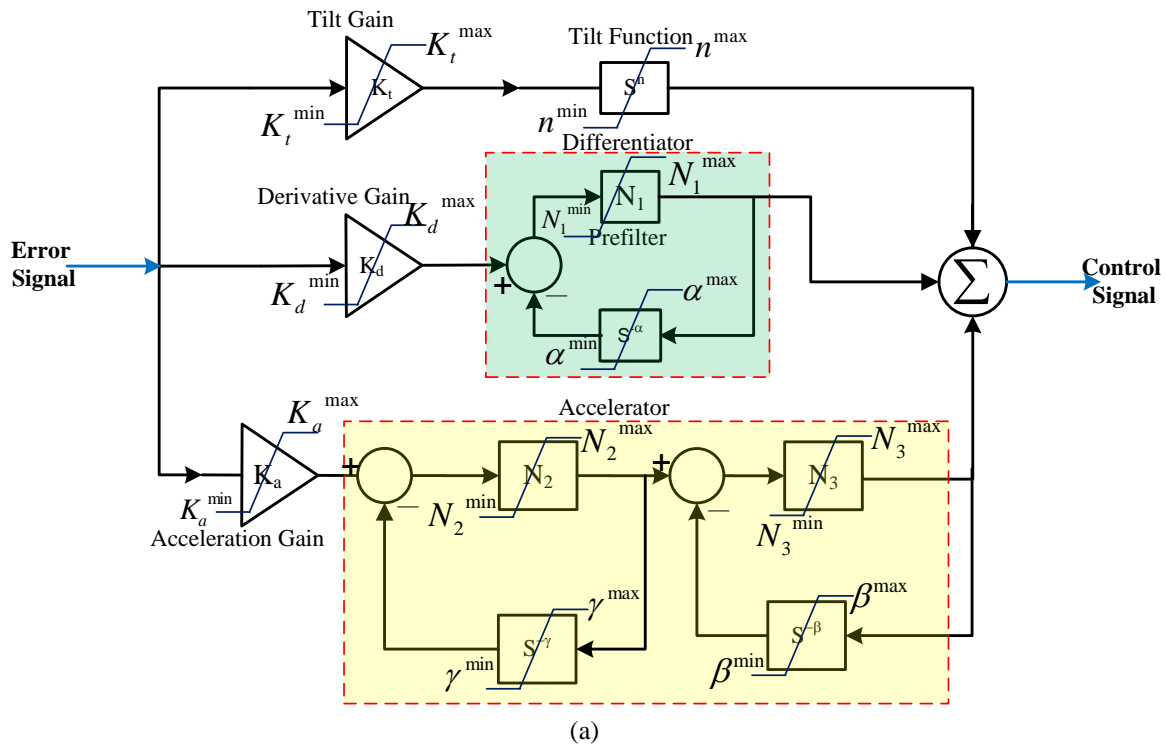 Tilt Gain
K_t^max
K_t
K_t^min
Tilt Function
n^max
S^n
n^min
Differentiator
N_1^max
N_1
N_1^min
Prefilter
Derivative Gain
K_d^max
K_d
K_d^min
+
−
α^max
S^-α
α^min
Error
Signal
Σ
Control
Signal
Accelerator
K_a^max
K_a
K_a^min
Acceleration Gain
+
−
N_2^max
N_2
N_2^min
+
−
N_3^max
N_3
N_3^min
γ^max
S^-γ
γ^min
β^max
S^-β
β^min
(a)